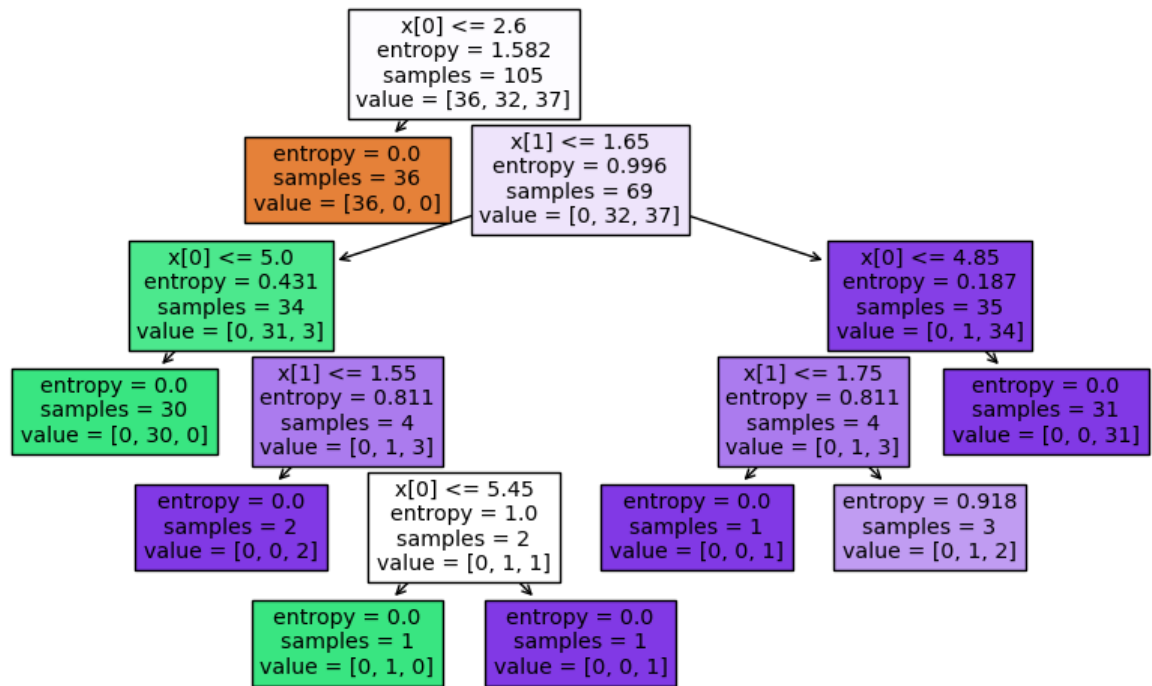 x[0] <= 2.6
entropy = 1.582
samples = 105
value = [36, 32, 37]
entropy = 0.0
samples = 36
value = [36, 0, 0]
x[1] <= 1.65
entropy = 0.996
samples = 69
value = [0, 32, 37]
x[0] <= 5.0
entropy = 0.431
samples = 34
value = [0, 31, 3]
x[0] <= 4.85
entropy = 0.187
samples = 35
value = [0, 1, 34]
entropy = 0.0
samples = 30
value = [0, 30, 0]
x[1] <= 1.55
entropy = 0.811
samples = 4
value = [0, 1, 3]
x[1] <= 1.75
entropy = 0.811
samples = 4
value = [0, 1, 3]
entropy = 0.0
samples = 31
value = [0, 0, 31]
entropy = 0.0
samples = 2
value = [0, 0, 2]
x[0] <= 5.45
entropy = 1.0
samples = 2
value = [0, 1, 1]
entropy = 0.0
samples = 1
value = [0, 0, 1]
entropy = 0.918
samples = 3
value = [0, 1, 2]
entropy = 0.0
samples = 1
value = [0, 1, 0]
entropy = 0.0
samples = 1
value = [0, 0, 1]